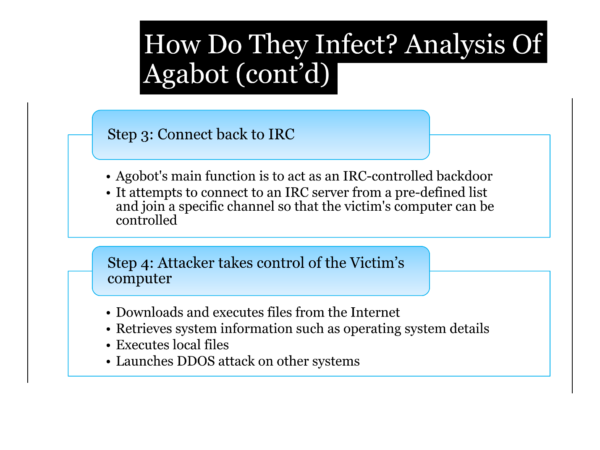 How Do They Infect? Analysis Of
Agabot (cont’d)
Step 3: Connect back to IRC
• Agobot's main function is to act as an IRC-controlled backdoor
• It attempts to connect to an IRC server from a pre-defined list
and join a specific channel so that the victim's computer can be
controlled
Step 4: Attacker takes control of the Victim’s
computer
• Downloads and executes files from the Internet
• Retrieves system information such as operating system details
• Executes local files
• Launches DDOS attack on other systems